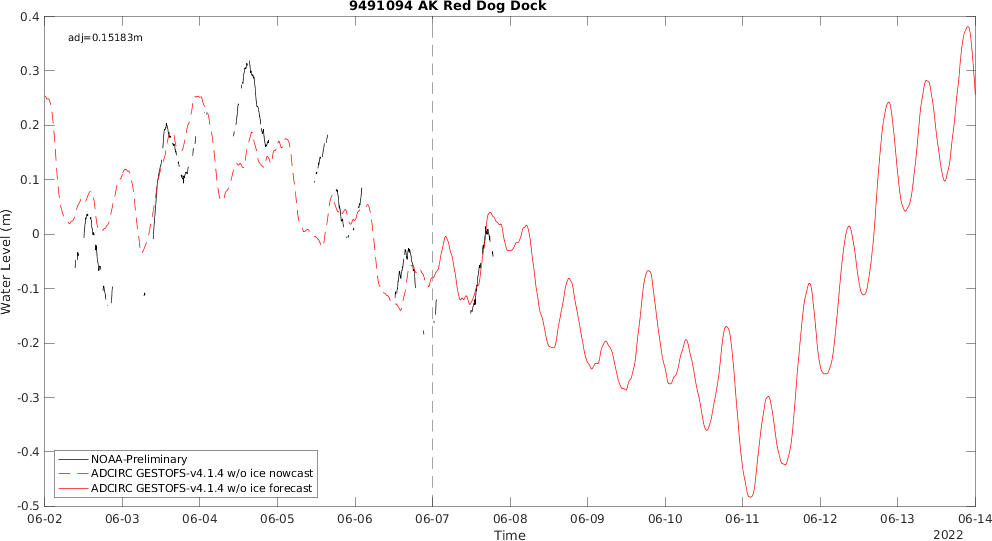 9491094 AK Red Dog Dock
adj=0.15183m
0.4
0.3
0.2
0.1
0
-0.1
-0.2
-0.3
-0.4
-0.5
Water Level (m)
NOAA-Preliminary
ADCIRC GESTOFS-v4.1.4 w/o ice nowcast
ADCIRC GESTOFS-v4.1.4 w/o ice forecast
06-02 06-03 06-04 06-05 06-06 06-07 06-08 06-09 06-10 06-11 06-12 06-13 06-14
Time
2022